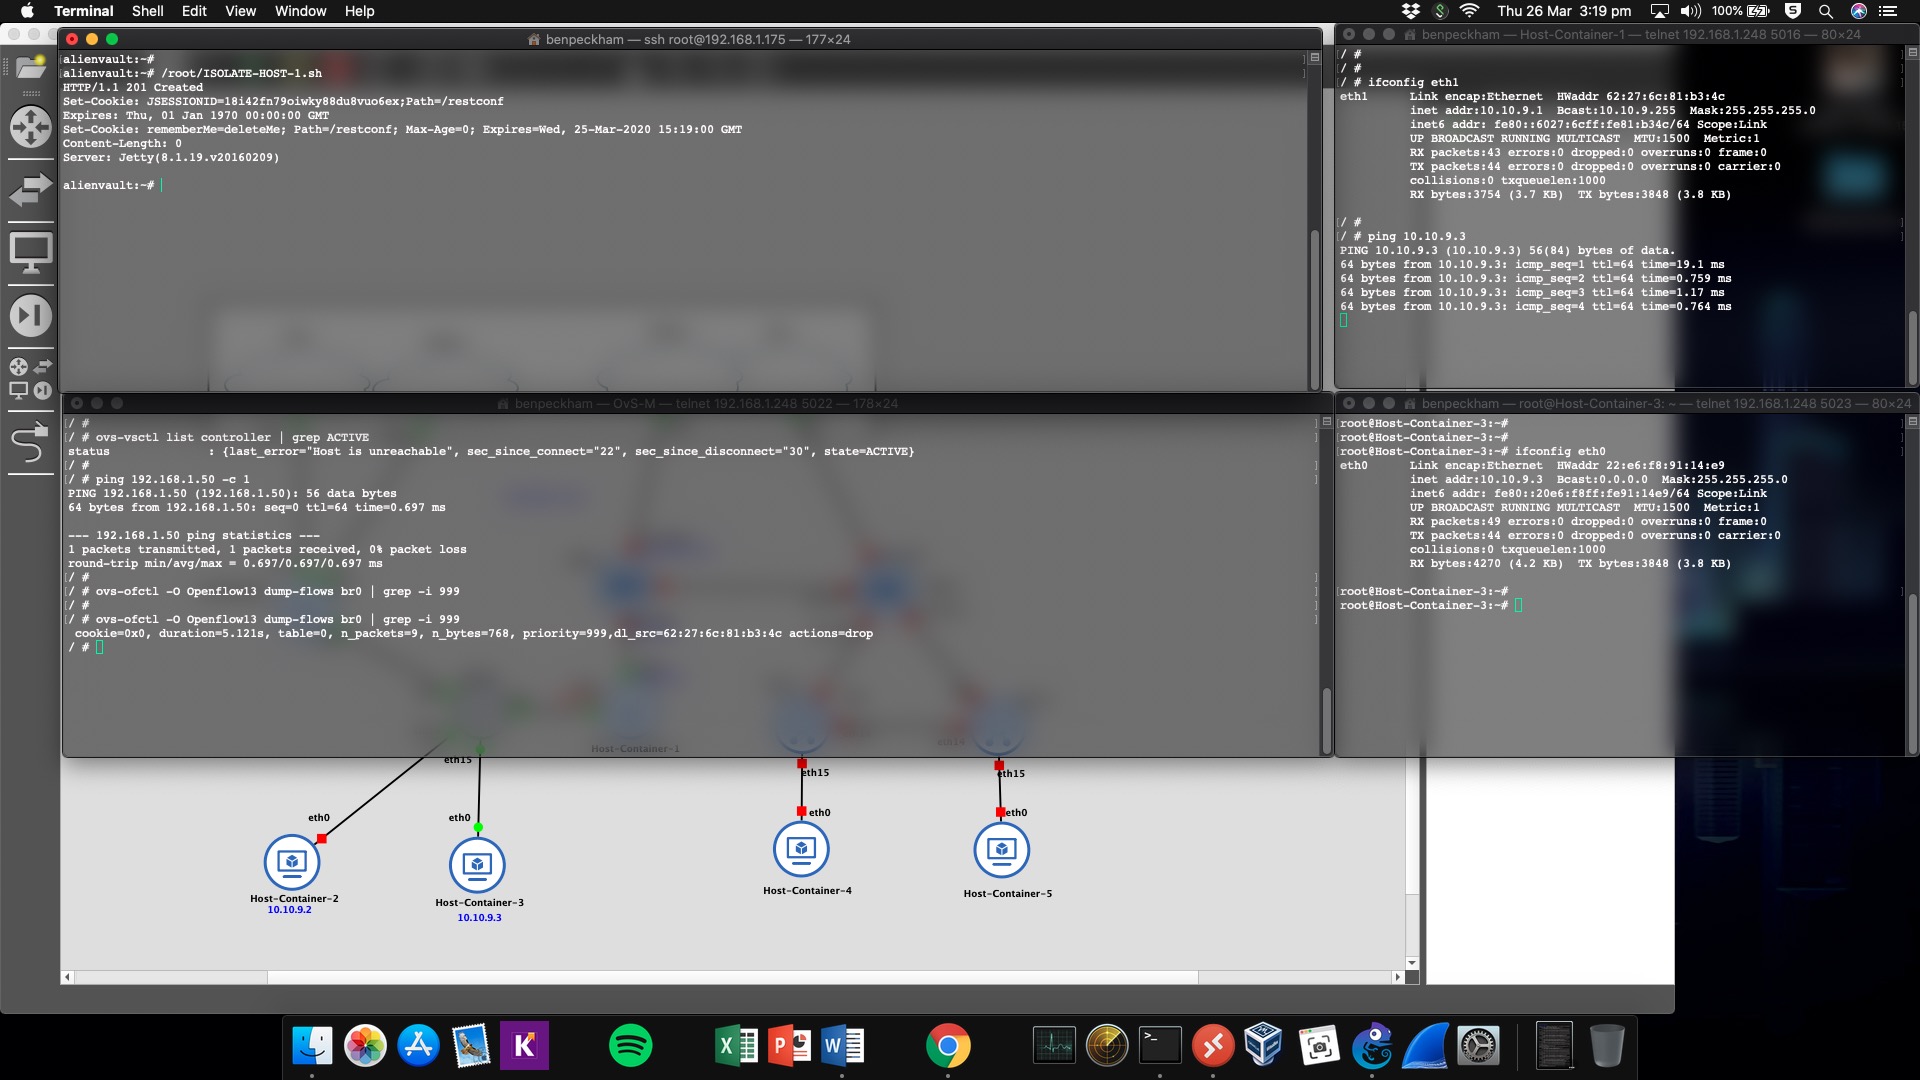 Terminal Shell Edit View Window Help
Thu 26 Mar 3:19 pm
100%
benpeckham — ssh root@192.168.1.175 — 177×24
alienvault:~#
alienvault:~# /root/ISOLATE-HOST-1.sh
HTTP/1.1 201 Created
Set-Cookie: JSESSIONID=18i42fn79oiwky88du8vuo6ex;Path=/restconf
Expires: Thu, 01 Jan 1970 00:00:00 GMT
Set-Cookie: rememberMe=deleteMe; Path=/restconf; Max-Age=0; Expires=Wed, 25-Mar-2020 15:19:00 GMT
Content-Length: 0
Server: Jetty(8.1.19.v20160209)
alienvault:~#
benpeckham — Host-Container-1 — telnet 192.168.1.248 5016 — 80×24
/ #
/ #
/ # ifconfig eth1
eth1 Link encap:Ethernet HWaddr 62:27:6c:81:b3:4c
inet addr:10.10.9.1 Bcast:10.10.9.255 Mask:255.255.255.0
inet6 addr: fe80::6027:6cff:fe81:b34c/64 Scope:Link
UP BROADCAST RUNNING MULTICAST MTU:1500 Metric:1
RX packets:43 errors:0 dropped:0 overruns:0 frame:0
TX packets:44 errors:0 dropped:0 overruns:0 carrier:0
collisions:0 txqueuelen:1000
RX bytes:3754 (3.7 KB) TX bytes:3848 (3.8 KB)
/ #
/ # ping 10.10.9.3
PING 10.10.9.3 (10.10.9.3) 56(84) bytes of data.
64 bytes from 10.10.9.3: icmp_seq=1 ttl=64 time=19.1 ms
64 bytes from 10.10.9.3: icmp_seq=2 ttl=64 time=0.759 ms
64 bytes from 10.10.9.3: icmp_seq=3 ttl=64 time=1.17 ms
64 bytes from 10.10.9.3: icmp_seq=4 ttl=64 time=0.764 ms
benpeckham — OvS-M — telnet 192.168.1.248 5022 — 178×24
/ #
/ # ovs-vsctl list controller | grep ACTIVE
status : {last_error="Host is unreachable", sec_since_connect="22", sec_since_disconnect="30", state=ACTIVE}
/ #
/ # ping 192.168.1.50 -c 1
PING 192.168.1.50 (192.168.1.50): 56 data bytes
64 bytes from 192.168.1.50: seq=0 ttl=64 time=0.697 ms
--- 192.168.1.50 ping statistics ---
1 packets transmitted, 1 packets received, 0% packet loss
round-trip min/avg/max = 0.697/0.697/0.697 ms
/ #
/ # ovs-ofctl -O Openflow13 dump-flows br0 | grep -i 999
/ #
/ # ovs-ofctl -O Openflow13 dump-flows br0 | grep -i 999
cookie=0x0, duration=5.121s, table=0, n_packets=9, n_bytes=768, priority=999,dl_src=62:27:6c:81:b3:4c actions=drop
/ #
benpeckham — root@Host-Container-3: ~ — telnet 192.168.1.248 5023 — 80×24
root@Host-Container-3:~#
root@Host-Container-3:~#
root@Host-Container-3:~# ifconfig eth0
eth0 Link encap:Ethernet HWaddr 22:e6:f8:91:14:e9
inet addr:10.10.9.3 Bcast:0.0.0.0 Mask:255.255.255.0
inet6 addr: fe80::20e6:f8ff:fe91:14e9/64 Scope:Link
UP BROADCAST RUNNING MULTICAST MTU:1500 Metric:1
RX packets:49 errors:0 dropped:0 overruns:0 frame:0
TX packets:44 errors:0 dropped:0 overruns:0 carrier:0
collisions:0 txqueuelen:1000
RX bytes:4270 (4.2 KB) TX bytes:3848 (3.8 KB)
root@Host-Container-3:~#
root@Host-Container-3:~#
Host-Container-1
eth14
eth15
eth15
eth15
eth0
eth0
eth0
eth0
Host-Container-2
10.10.9.2
Host-Container-3
10.10.9.3
Host-Container-4
Host-Container-5